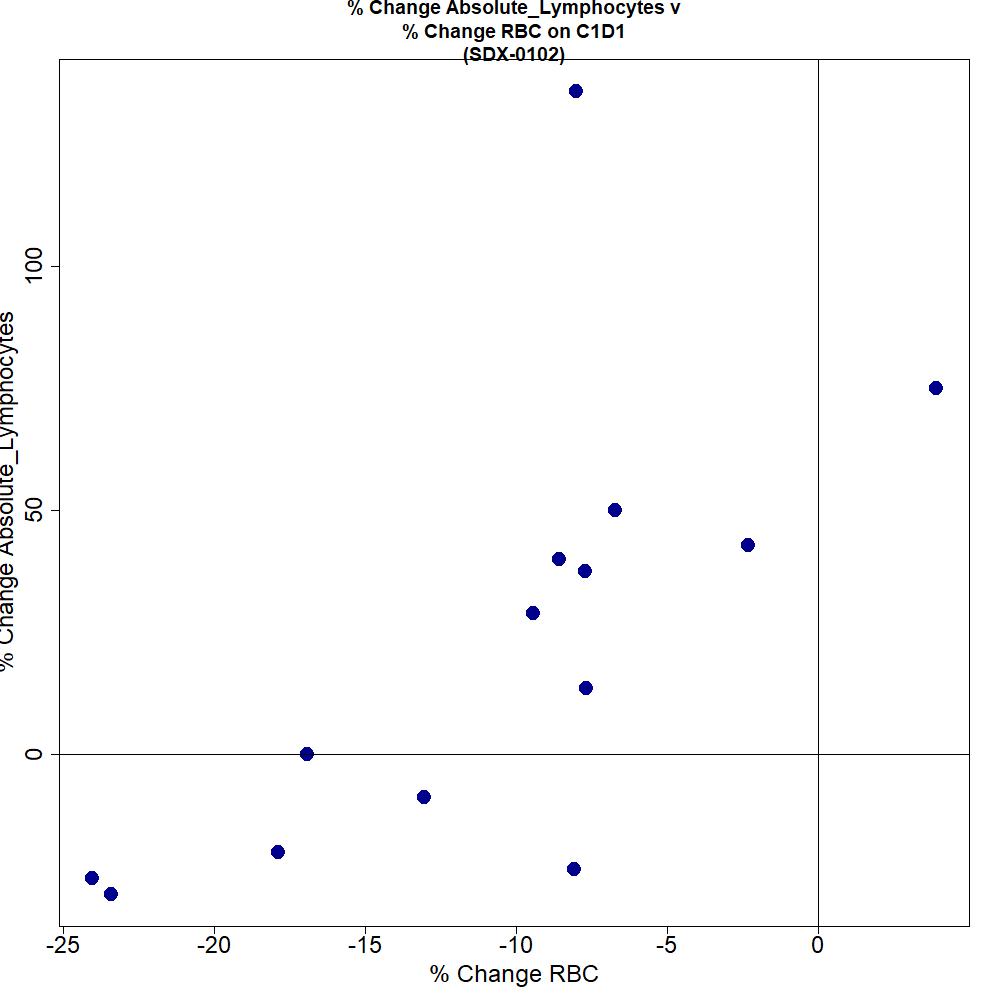 % Change Absolute_Lymphocytes v
% Change RBC on C1D1
(SDX-0102)
% Change Absolute_Lymphocytes
100
50
0
-25 -20 -15 -10 -5 0
% Change RBC